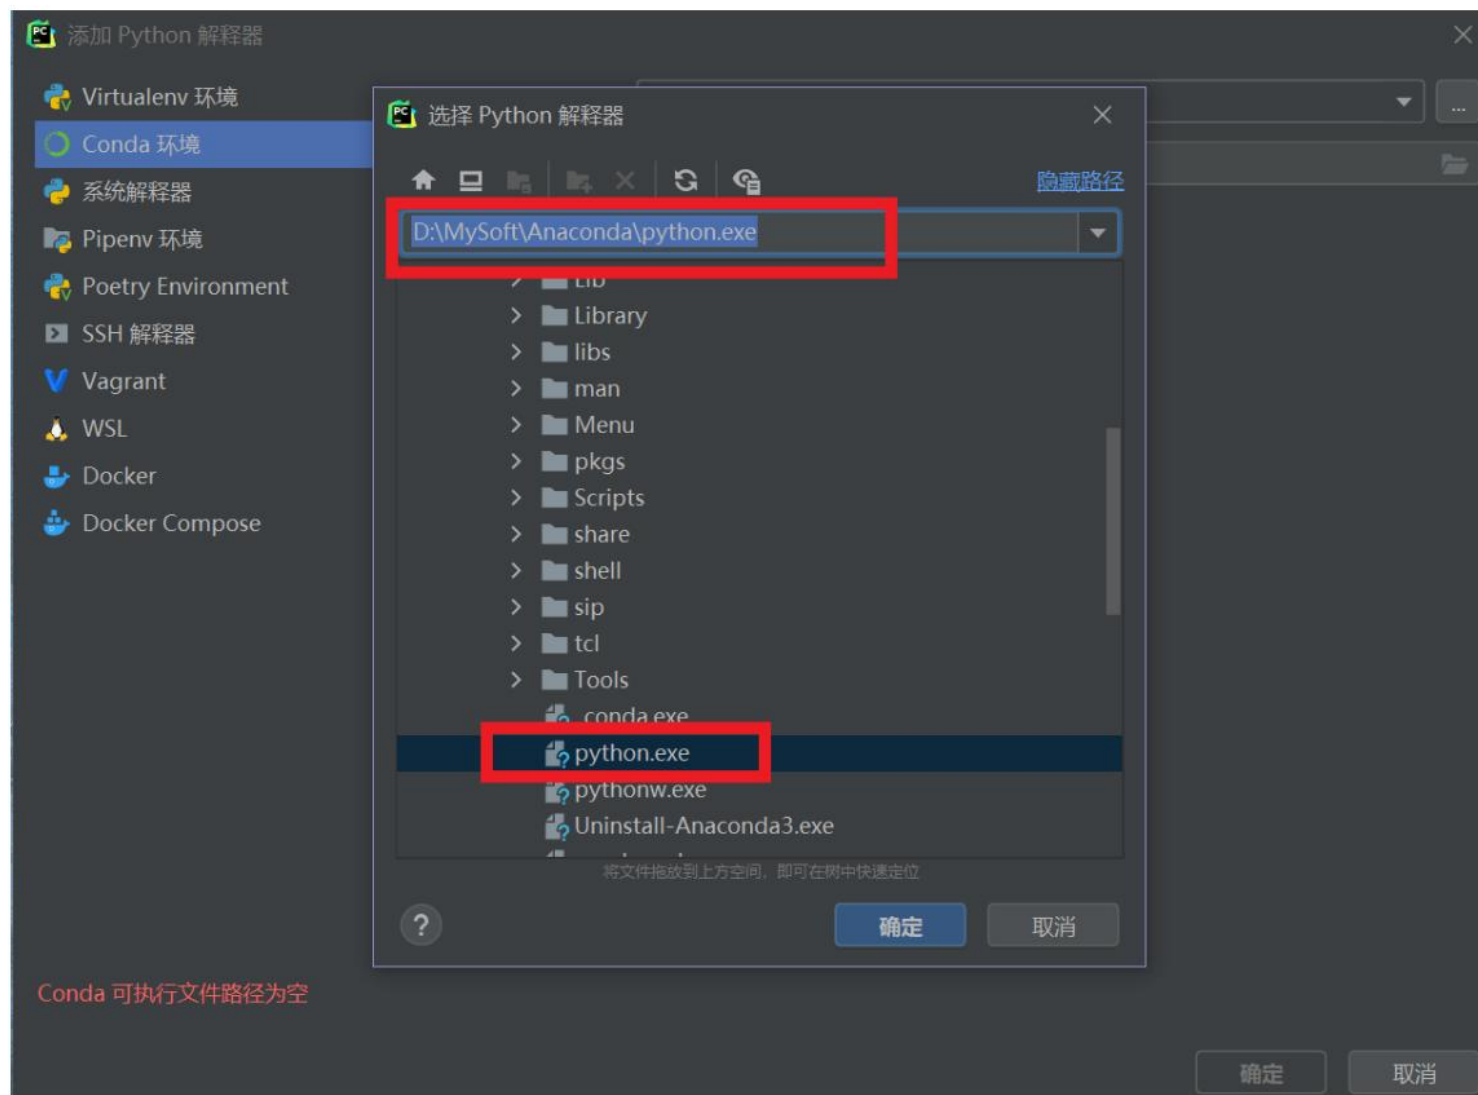 添加 Python 解释器
Virtualenv 环境
Conda 环境
系统解释器
Pipenv 环境
Poetry Environment
SSH 解释器
Vagrant
WSL
Docker
Docker Compose
...
选择 Python 解释器
隐藏路径
D:\MySoft\Anaconda\python.exe
Lib
Library
libs
man
Menu
pkgs
Scripts
share
shell
sip
tcl
Tools
_conda.exe
python.exe
pythonw.exe
Uninstall-Anaconda3.exe
将文件拖放到上方空间，即可在树中快速定位
?
确定
取消
Conda 可执行文件路径为空
确定
取消